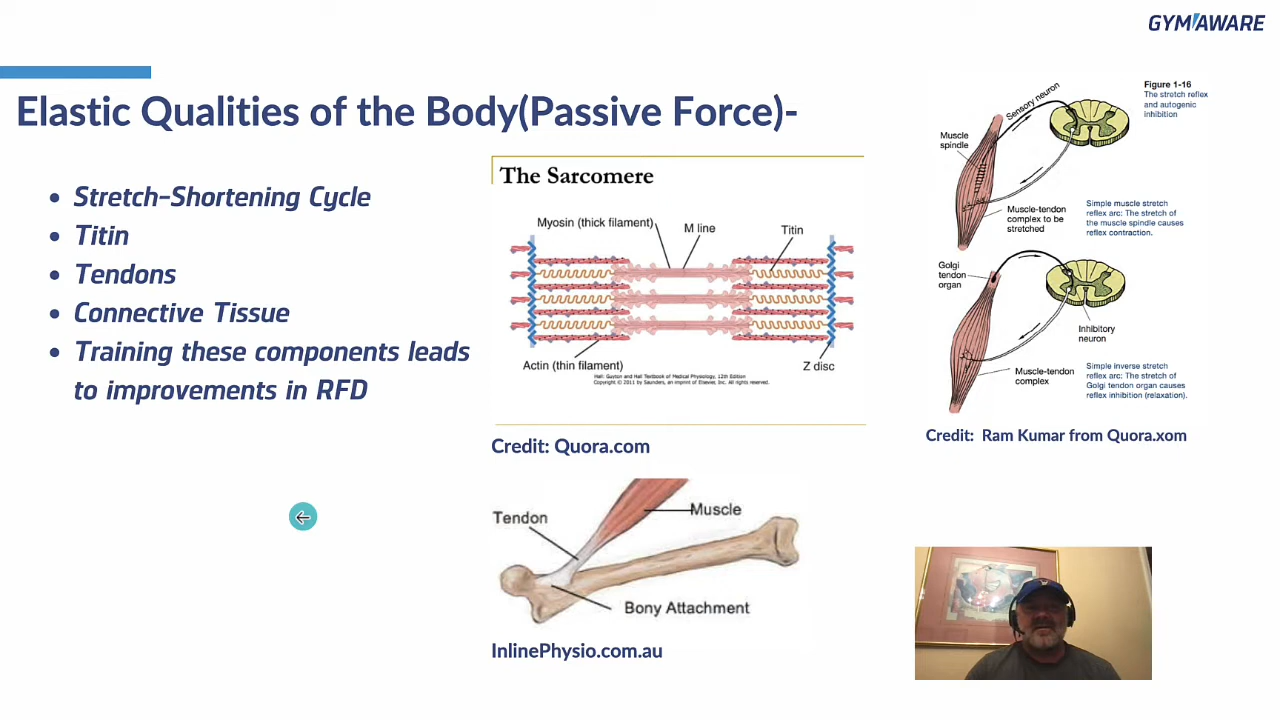 GYMAWARE
Elastic Qualities of the Body(Passive Force)-
• Stretch-Shortening Cycle
• Titin
• Tendons
• Connective Tissue
• Training these components leads
to improvements in RFD
The Sarcomere
Myosin (thick filament)
M line
Titin
Actin (thin filament)
Z disc
Hall: Guyton and Hall Textbook of Medical Physiology, 12th Edition
Copyright © 2011 by Saunders, an imprint of Elsevier, Inc. All rights reserved.
Credit: Quora.com
Tendon
Muscle
Bony Attachment
InlinePhysio.com.au
Figure 1-16
The stretch reflex
and autogenic
inhibition
Sensory neuron
Muscle
spindle
Muscle-tendon
complex to be
stretched
Simple muscle stretch
reflex arc: The stretch of
the muscle spindle causes
reflex contraction.
Golgi
tendon
organ
Inhibitory
neuron
Muscle-tendon
complex
Simple inverse stretch
reflex arc: The stretch of
Golgi tendon organ causes
reflex inhibition (relaxation).
Credit: Ram Kumar from Quora.xom